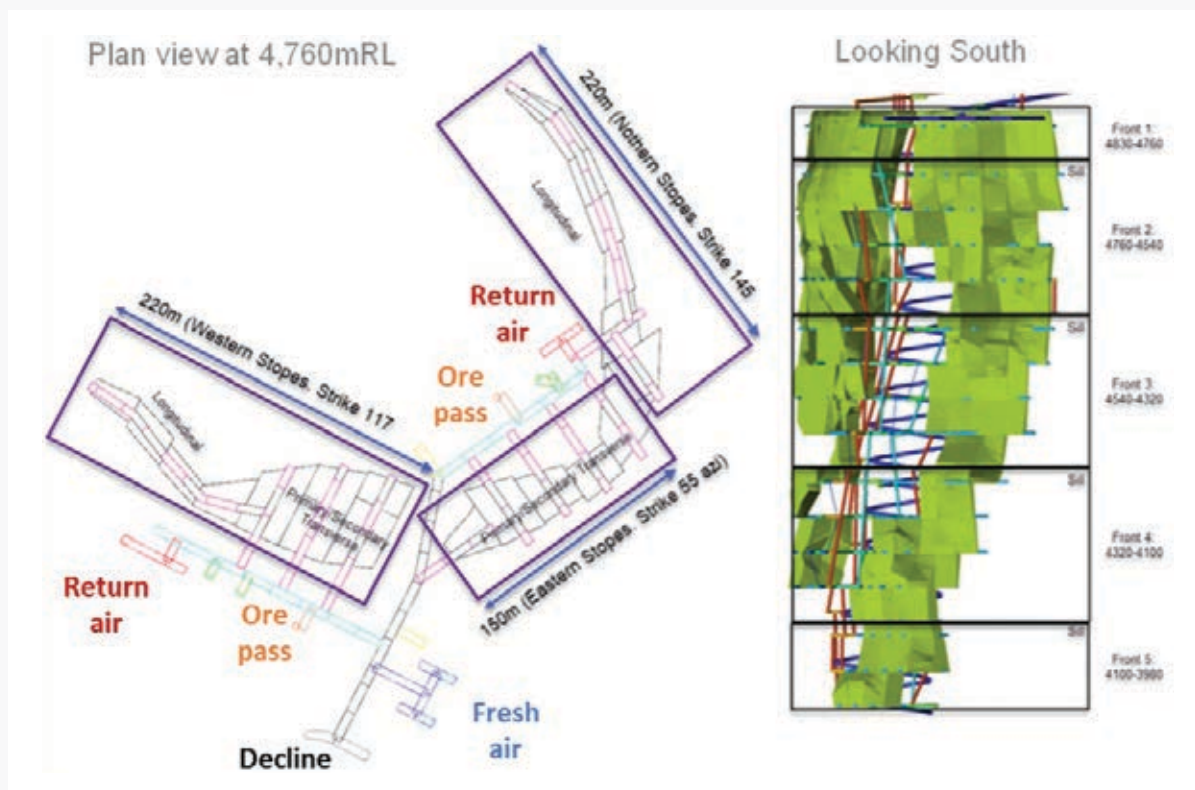 Plan view at 4,760mRL
Looking South
220m (Nothern Stopes. Strike 145
Longitudinal
Return
air
Ore
pass
220m (Western Stopes. Strike 117
Longitudinal
Primary/Secondary
Transverse
Primary/Secondary Transverse
150m (Eastern Stopes. Strike 55 azi)
Return
air
Ore
pass
Fresh
air
Decline
Front 1:
4830-4760
Sill
Front 2:
4760-4540
Sill
Front 3:
4540-4320
Sill
Front 4:
4320-4100
Sill
Front 5:
4100-3980